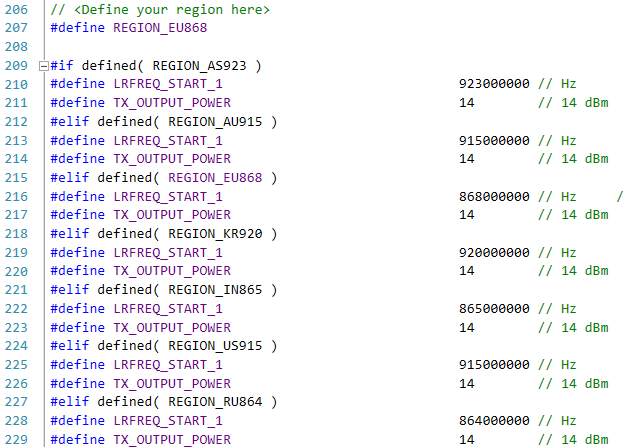 206 // <Define your region here>
207 #define REGION_EU868
208
209 #if defined( REGION_AS923 )
210 #define LRFREQ_START_1 923000000 // Hz
211 #define TX_OUTPUT_POWER 14 // 14 dBm
212 #elif defined( REGION_AU915 )
213 #define LRFREQ_START_1 915000000 // Hz
214 #define TX_OUTPUT_POWER 14 // 14 dBm
215 #elif defined( REGION_EU868 )
216 #define LRFREQ_START_1 868000000 // Hz /
217 #define TX_OUTPUT_POWER 14 // 14 dBm
218 #elif defined( REGION_KR920 )
219 #define LRFREQ_START_1 920000000 // Hz
220 #define TX_OUTPUT_POWER 14 // 14 dBm
221 #elif defined( REGION_IN865 )
222 #define LRFREQ_START_1 865000000 // Hz
223 #define TX_OUTPUT_POWER 14 // 14 dBm
224 #elif defined( REGION_US915 )
225 #define LRFREQ_START_1 915000000 // Hz
226 #define TX_OUTPUT_POWER 14 // 14 dBm
227 #elif defined( REGION_RU864 )
228 #define LRFREQ_START_1 864000000 // Hz
229 #define TX_OUTPUT_POWER 14 // 14 dBm